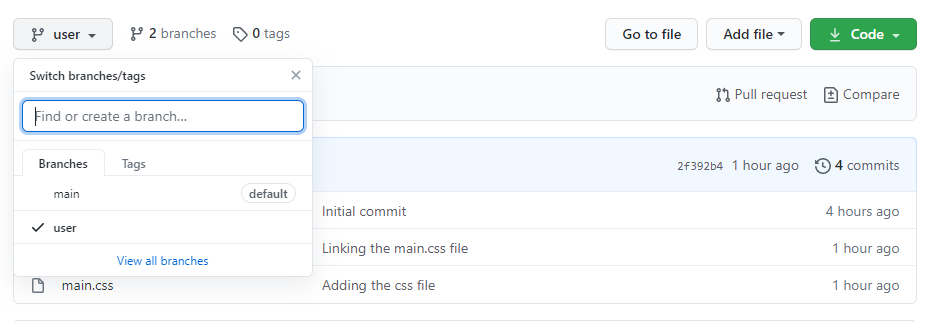 user
2 branches
0 tags
Go to file
Add file
Code
Switch branches/tags
Find or create a branch...
Branches
Tags
main
default
user
View all branches
Pull request
Compare
2f392b4 1 hour ago 4 commits
Initial commit 4 hours ago
Linking the main.css file 1 hour ago
main.css Adding the css file 1 hour ago